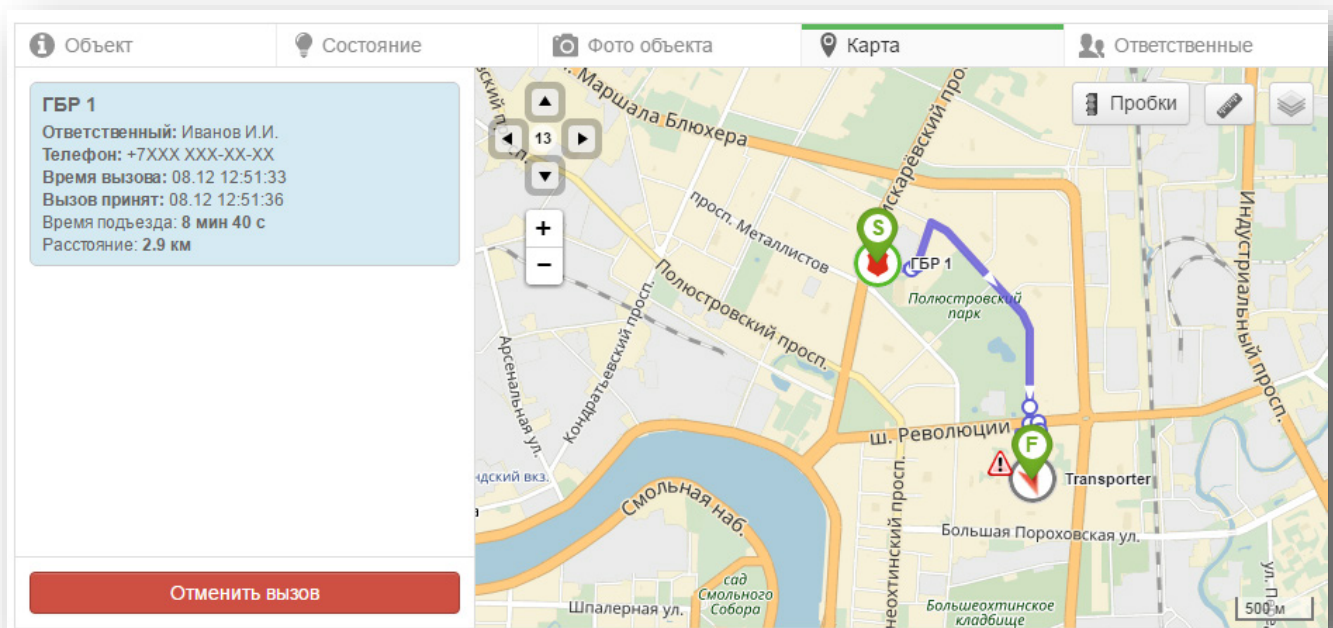 Объект
Состояние
Фото объекта
Карта
Ответственные
ГБР 1
Ответственный: Иванов И.И.
Телефон: +7XXX XXX-XX-XX
Время вызова: 08.12 12:51:33
Вызов принят: 08.12 12:51:36
Время подъезда: 8 мин 40 с
Расстояние: 2.9 км
Отменить вызов
Маршала Блюхера
13
+
−
Пробки
просп. Металлистов
S
ГБР 1
Полюстровский
парк
Полюстровский просп.
Индустриальный просп.
Арсенальная ул.
Кондратьевский просп.
ш. Революции
F
Transporter
Смольная наб.
Большая Пороховская ул.
сад
Смольного
Собора
Шпалерная ул.
Большеохтинское
кладбище
500 м